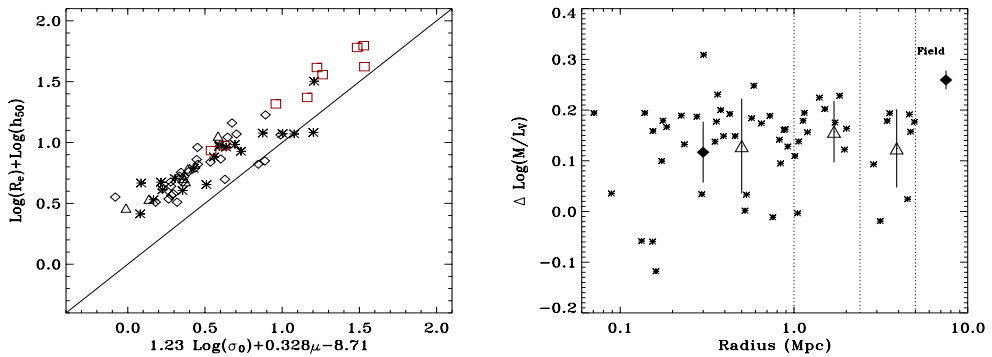 2.0
1.5
1.0
0.5
0.0
Log(Rₑ)+Log(h₅₀)
0.0 0.5 1.0 1.5 2.0
1.23 Log(σ₀)+0.328μ−8.71
0.4
0.3
0.2
0.1
0.0
−0.1
−0.2
Δ Log(M/Lᵥ)
Field
0.1 1.0 10.0
Radius (Mpc)